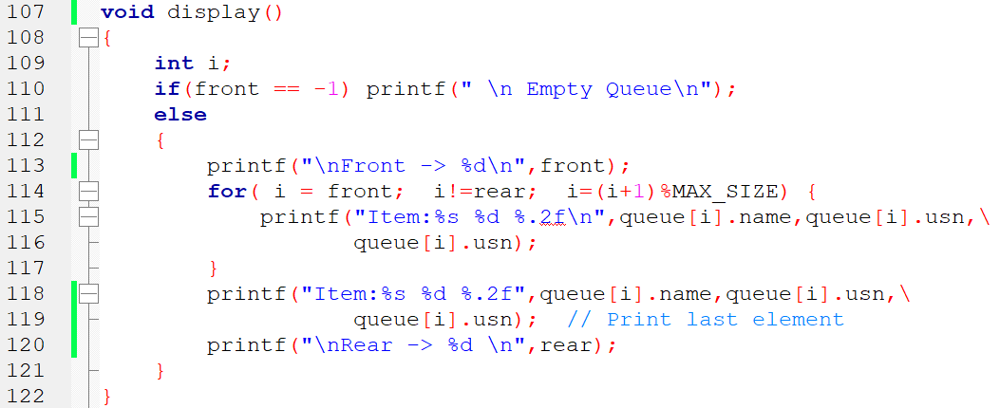 107 void display()
108 {
109 int i;
110 if(front == -1) printf(" \n Empty Queue\n");
111 else
112 {
113 printf("\nFront -> %d\n",front);
114 for( i = front; i!=rear; i=(i+1)%MAX_SIZE) {
115 printf("Item:%s %d %.2f\n",queue[i].name,queue[i].usn,\
116 queue[i].usn);
117 }
118 printf("Item:%s %d %.2f",queue[i].name,queue[i].usn,\
119 queue[i].usn); // Print last element
120 printf("\nRear -> %d \n",rear);
121 }
122 }